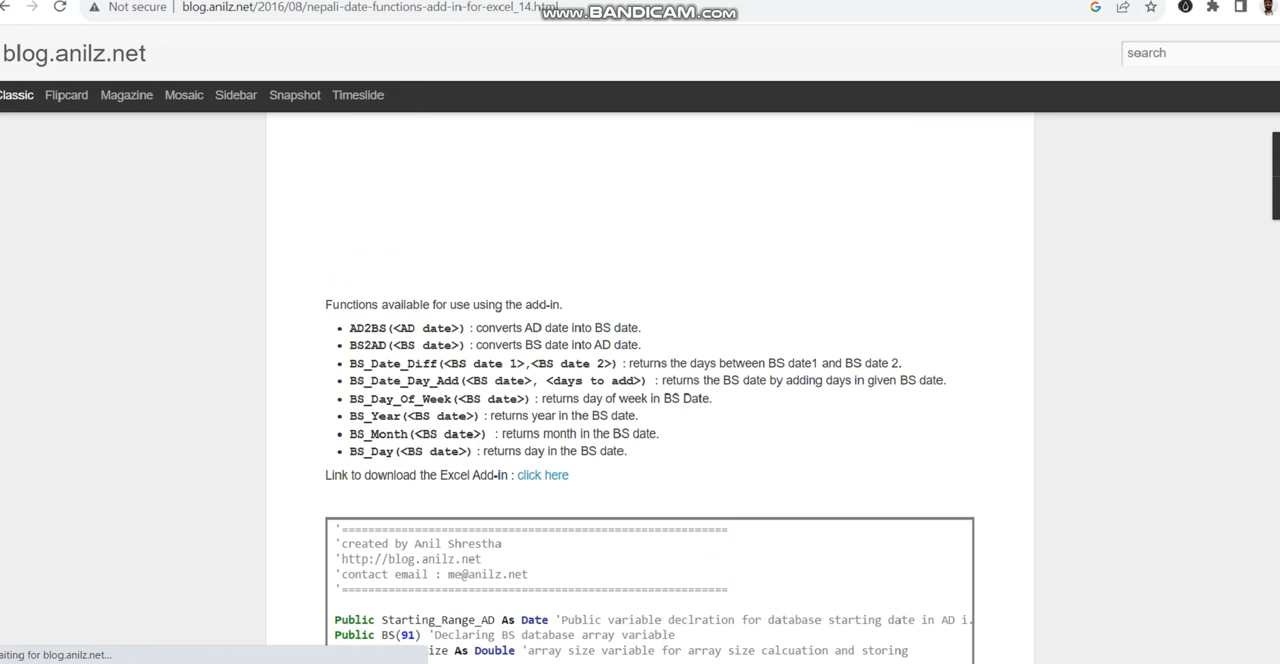 Not secure | blog.anilz.net/2016/08/nepali-date-functions-add-in-for-excel_14.html
www.BANDICAM.com
blog.anilz.net
search
Classic Flipcard Magazine Mosaic Sidebar Snapshot Timeslide
Functions available for use using the add-in.
• AD2BS(<AD date>) : converts AD date into BS date.
• BS2AD(<BS date>) : converts BS date into AD date.
• BS_Date_Diff(<BS date 1>,<BS date 2>) : returns the days between BS date1 and BS date 2.
• BS_Date_Day_Add(<BS date>, <days to add>) : returns the BS date by adding days in given BS date.
• BS_Day_Of_Week(<BS date>) : returns day of week in BS Date.
• BS_Year(<BS date>) : returns year in the BS date.
• BS_Month(<BS date>) : returns month in the BS date.
• BS_Day(<BS date>) : returns day in the BS date.
Link to download the Excel Add-in : click here
'==========================================================
'created by Anil Shrestha
'http://blog.anilz.net
'contact email : me@anilz.net
'==========================================================
Public Starting_Range_AD As Date 'Public variable declration for database starting date in AD i.
Public BS(91) 'Declaring BS database array variable
ize As Double 'array size variable for array size calcuation and storing
aiting for blog.anilz.net...